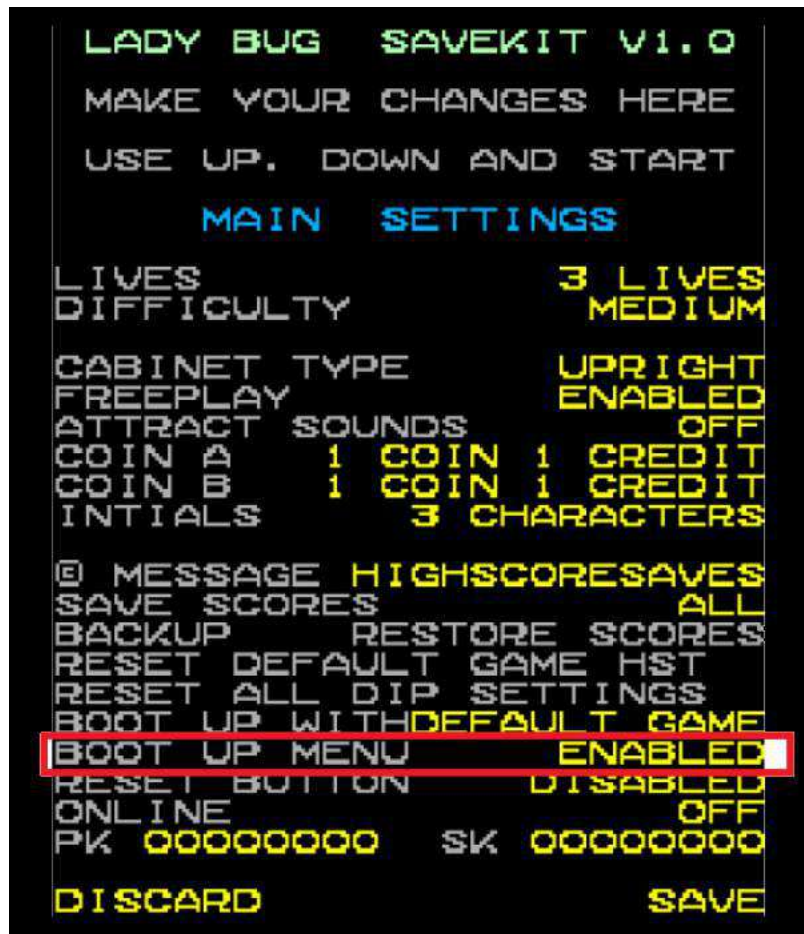 LADY BUG SAVEKIT V1.0
MAKE YOUR CHANGES HERE
USE UP. DOWN AND START
MAIN SETTINGS
LIVES 3 LIVES
DIFFICULTY MEDIUM
CABINET TYPE UPRIGHT
FREEPLAY ENABLED
ATTRACT SOUNDS OFF
COIN A 1 COIN 1 CREDIT
COIN B 1 COIN 1 CREDIT
INTIALS 3 CHARACTERS
© MESSAGE HIGHSCORESAVES
SAVE SCORES ALL
BACKUP RESTORE SCORES
RESET DEFAULT GAME HST
RESET ALL DIP SETTINGS
BOOT UP WITHDEFAULT GAME
BOOT UP MENU ENABLED
RESET BUTTON DISABLED
ONLINE OFF
PK 00000000 SK 00000000
DISCARD SAVE